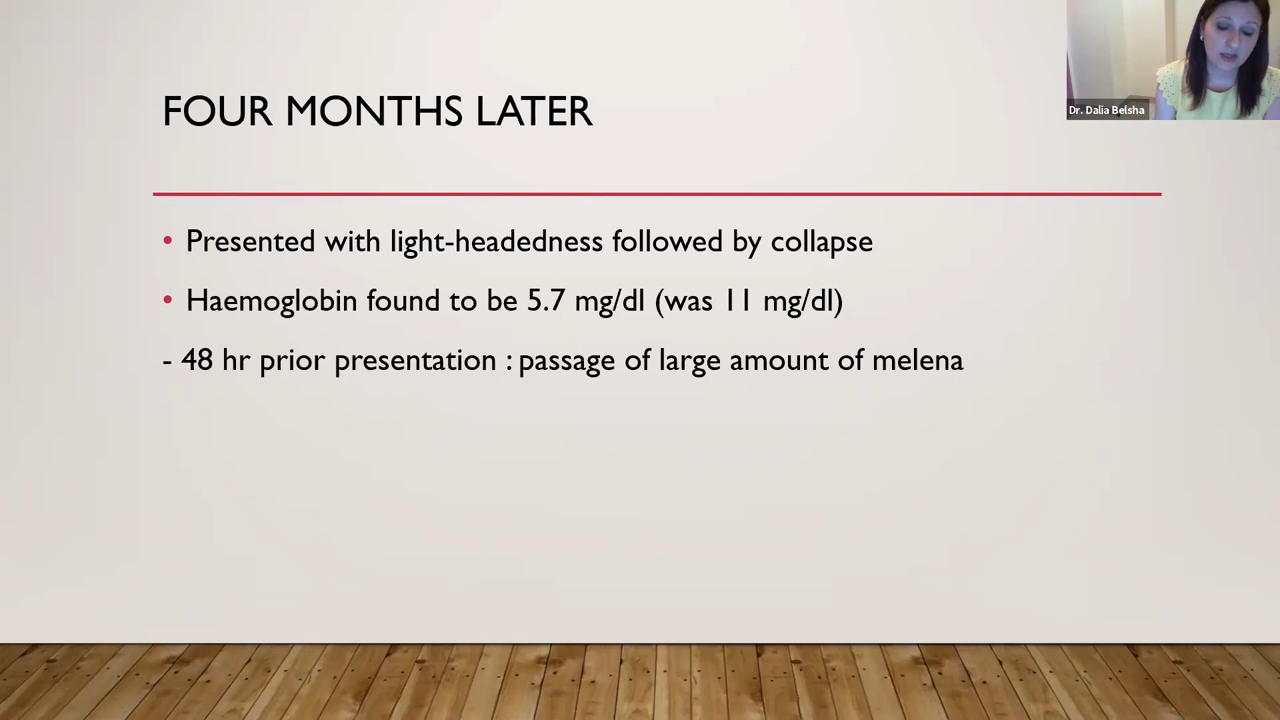 FOUR MONTHS LATER
Dr. Dalia Belsha
• Presented with light-headedness followed by collapse
• Haemoglobin found to be 5.7 mg/dl (was 11 mg/dl)
- 48 hr prior presentation : passage of large amount of melena